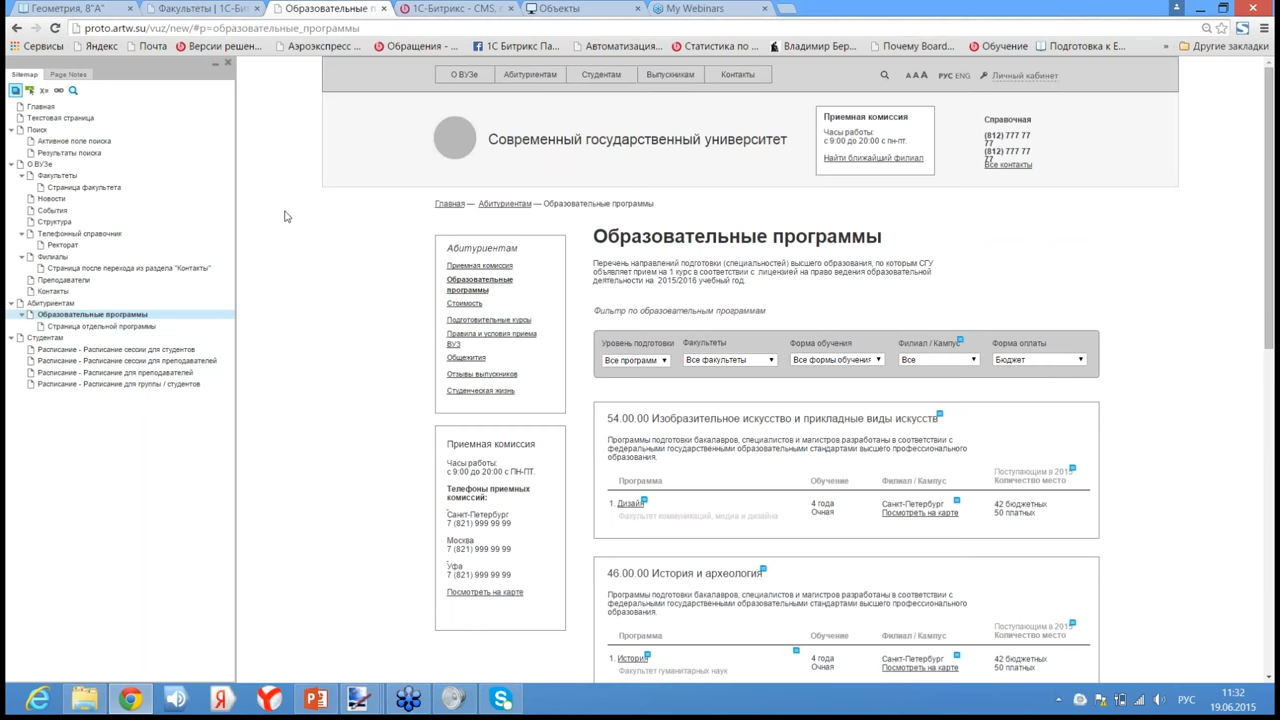 Геометрия, 8"А"
Факультеты | 1С-Бит
Образовательные п
1С-Битрикс - CMS, с
Объекты
My Webinars
proto.artw.su/vuz/new/#p=образовательные_программы
Сервисы
Яндекс
Почта
Версии решен...
Аэроэкспресс ...
Обращения - ...
1С Битрикс Па...
Автоматизация...
Статистика по ...
Владимир Бер...
Почему Board...
Обучение
Подготовка к Е...
»
Другие закладки
Sitemap
Page Notes
Главная
Текстовая страница
Поиск
Активное поле поиска
Результаты поиска
О ВУЗе
Факультеты
Страница факультета
Новости
События
Структура
Телефонный справочник
Ректорат
Филиалы
Страница после перехода из раздела "Контакты"
Преподаватели
Контакты
Абитуриентам
Образовательные программы
Страница отдельной программы
Студентам
Расписание - Расписание сессии для студентов
Расписание - Расписание сессии для преподавателей
Расписание - Расписание для преподавателей
Расписание - Расписание для группы / студентов
О ВУЗе
Абитуриентам
Студентам
Выпускникам
Контакты
А А А
РУС ENG
Личный кабинет
Современный государственный университет
Приемная комиссия
Часы работы:
с 9:00 до 20:00 с пн-пт.
Найти ближайший филиал
Справочная
(812) 777 77
77
(812) 777 77
77
Все контакты
Главная — Абитуриентам — Образовательные программы
Абитуриентам
Приемная комиссия
Образовательные
программы
Стоимость
Подготовительные курсы
Правила и условия приема
ВУЗ
Общежития
Отзывы выпускников
Студенческая жизнь
Приемная комиссия
Часы работы:
с 9:00 до 20:00 с ПН-ПТ.
Телефоны приемных
комиссий:
Санкт-Петербург
7 (821) 999 99 99
Москва
7 (821) 999 99 99
Уфа
7 (821) 999 99 99
Посмотреть на карте
Образовательные программы
Перечень направлений подготовки (специальностей) высшего образования, по которым СГУ
объявляет прием на 1 курс в соответствии с лицензией на право ведения образовательной
деятельности на 2015/2016 учебный год.
Фильтр по образовательным программам
Уровень подготовки
Факультеты
Форма обучения
Филиал / Кампус
Форма оплаты
Все программ
Все факультеты
Все формы обучени
Все
Бюджет
54.00.00 Изобразительное искусство и прикладные виды искусств
Программы подготовки бакалавров, специалистов и магистров разработаны в соответствии с
федеральными государственными образовательными стандартами высшего профессионального
образования.
Поступающим в 2015
Программа
Обучение
Филиал / Кампус
Количество место
1. Дизайн
4 года
Санкт-Петербург
42 бюджетных
Факультет коммуникаций, медиа и дизайна
Очная
Посмотреть на карте
50 платных
46.00.00 История и археология
Программы подготовки бакалавров, специалистов и магистров разработаны в соответствии с
федеральными государственными образовательными стандартами высшего профессионального
образования.
Поступающим в 2015
Программа
Обучение
Филиал / Кампус
Количество место
1. История
4 года
Санкт-Петербург
42 бюджетных
Факультет гуманитарных наук
Очная
Посмотреть на карте
50 платных
РУС
11:32
19.06.2015